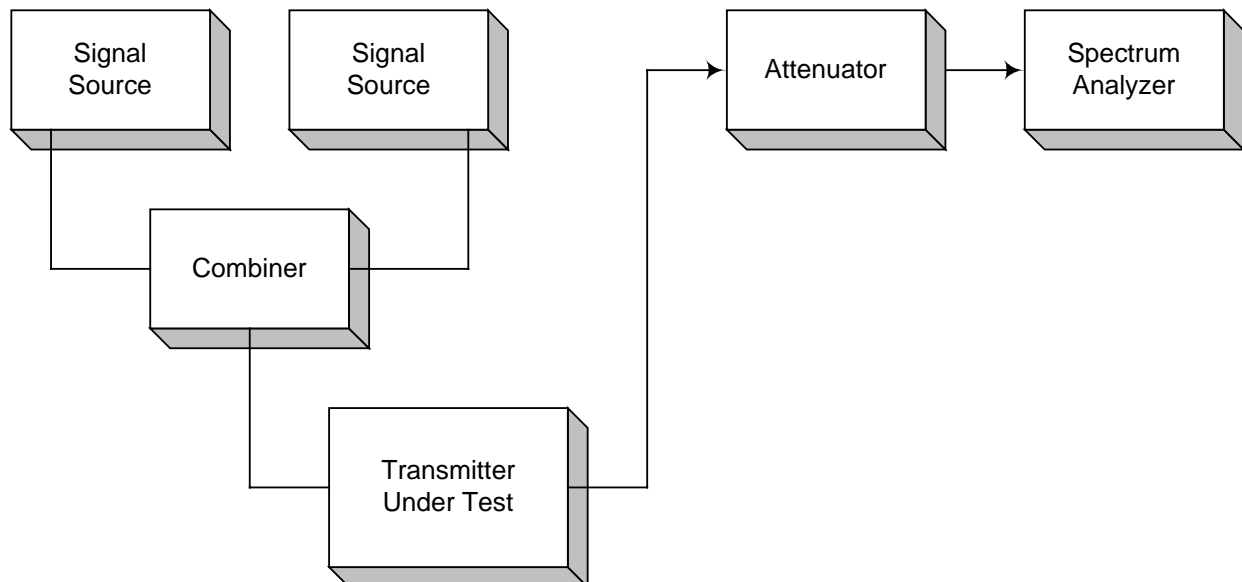 Signal
Source
Signal
Source
Attenuator
Spectrum
Analyzer
Combiner
Transmitter
Under Test